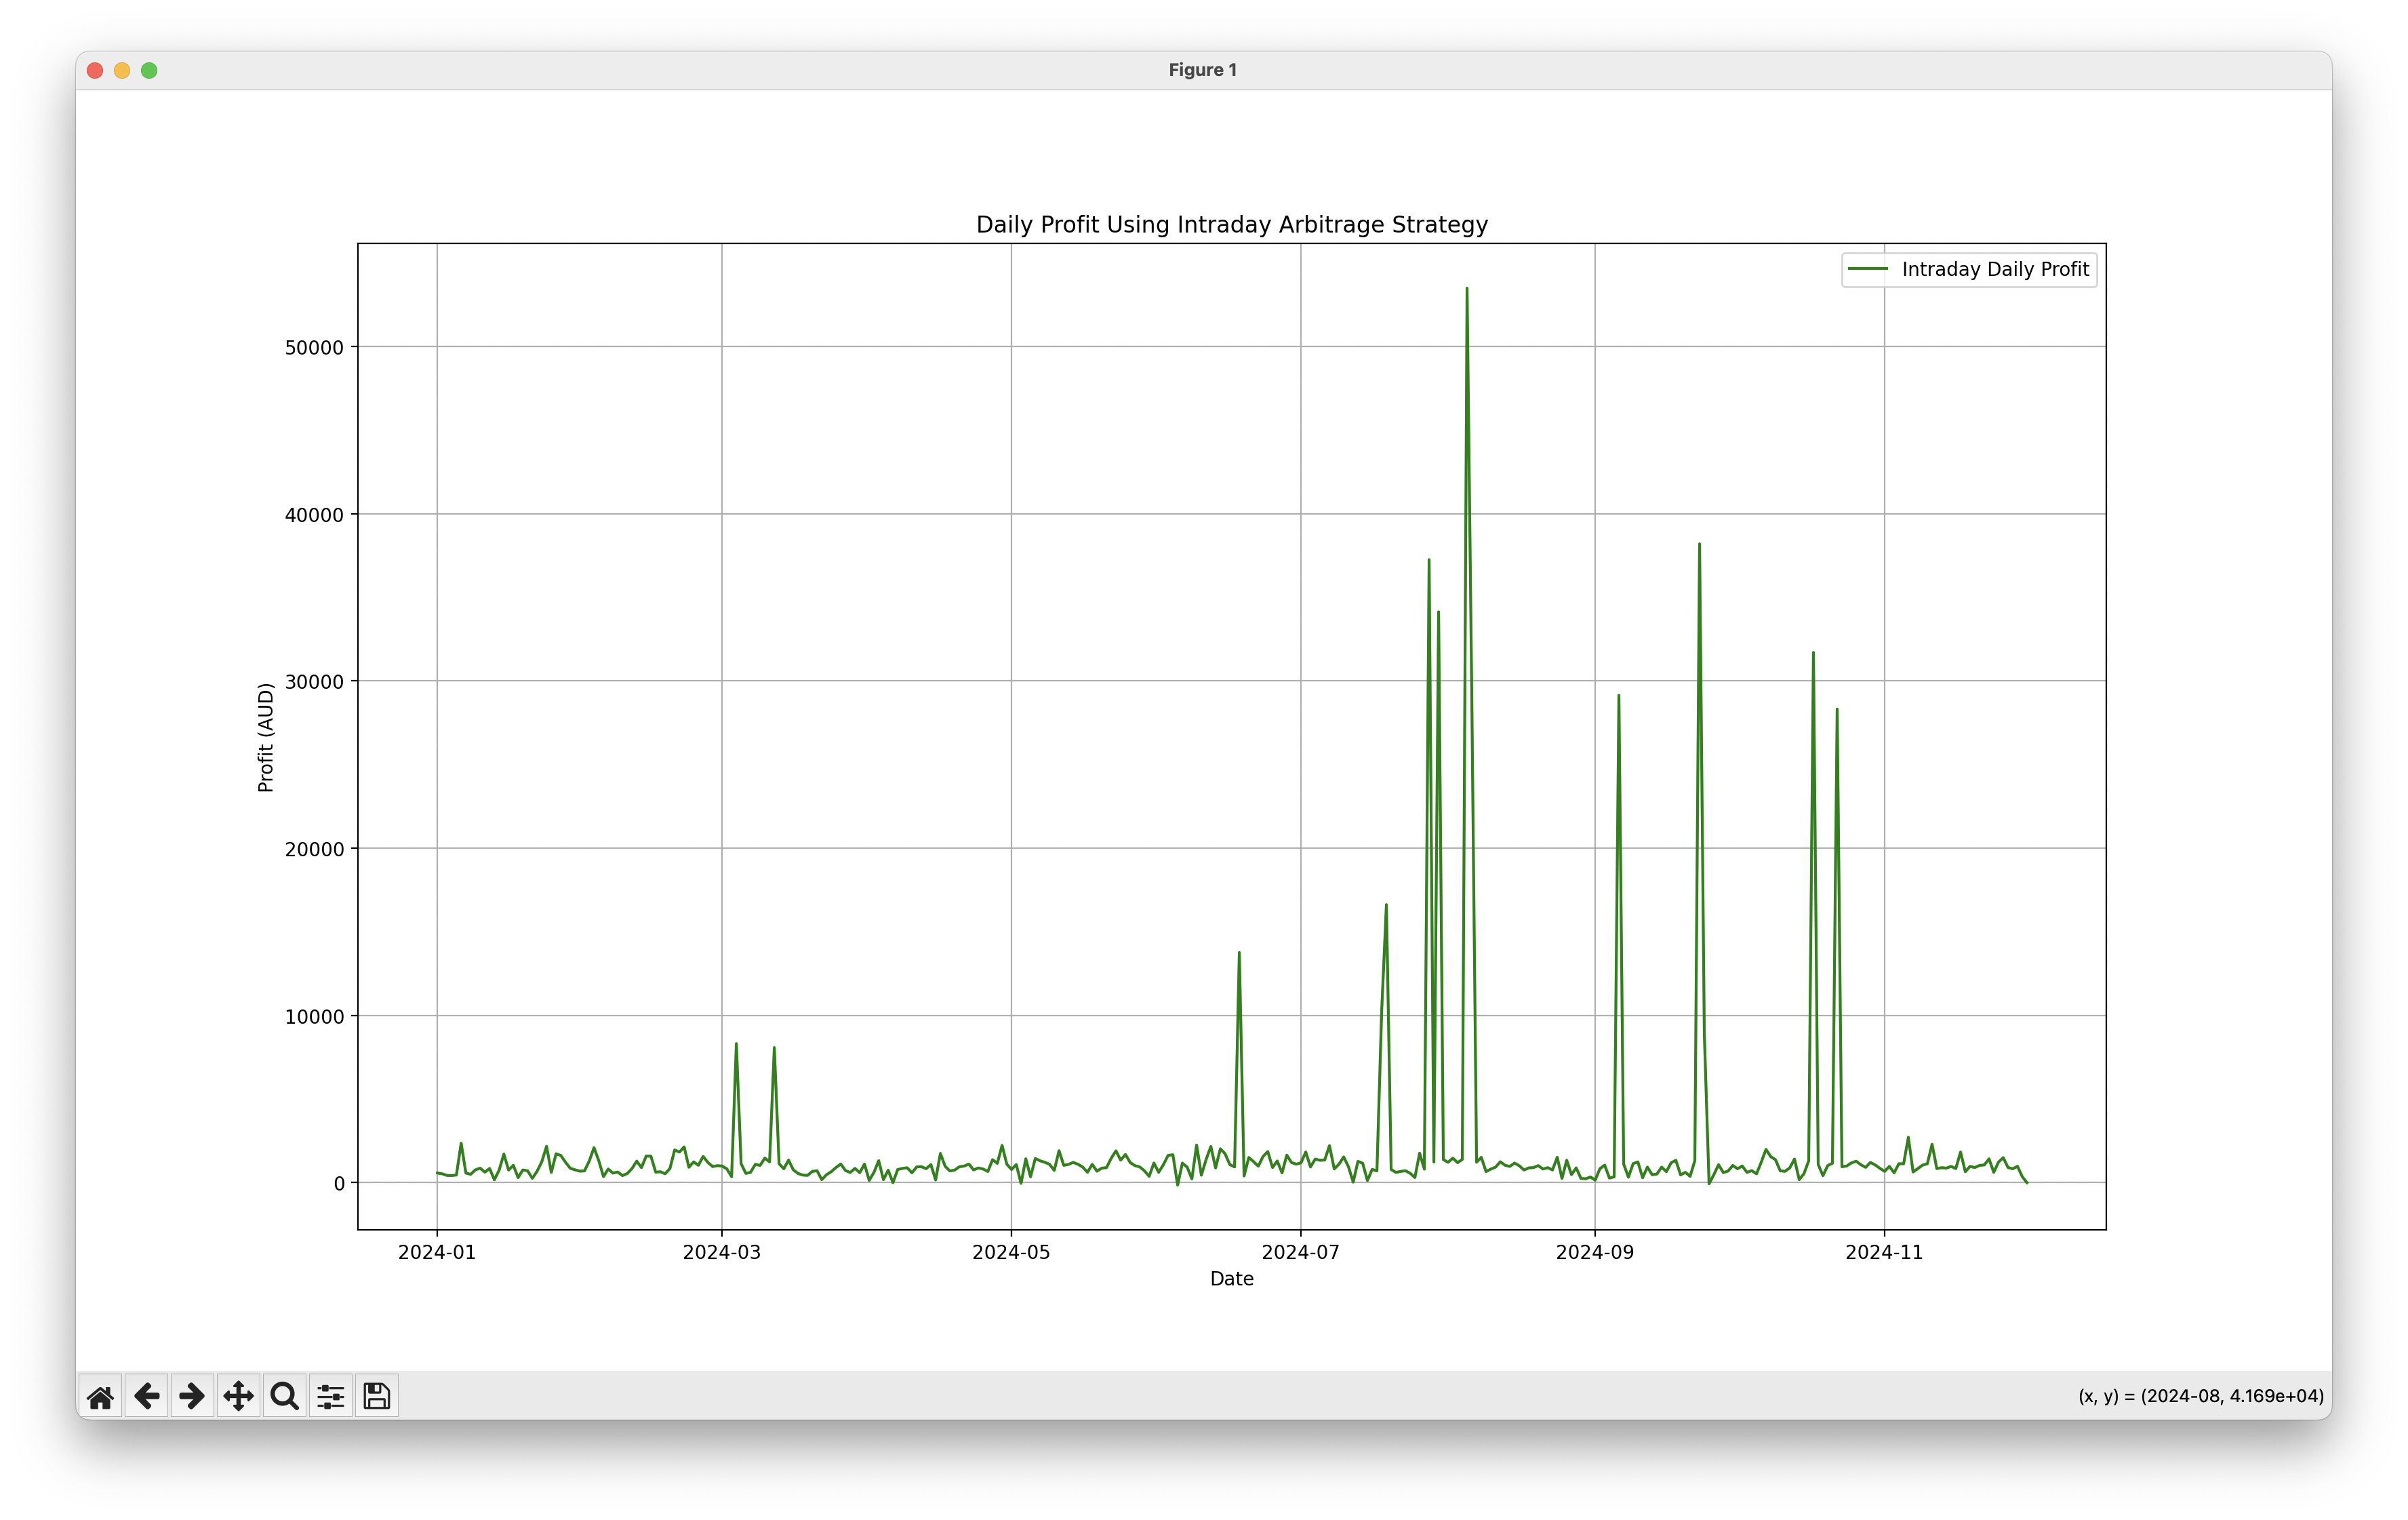 Figure 1
Daily Profit Using Intraday Arbitrage Strategy
Intraday Daily Profit
50000
40000
30000
20000
10000
0
Profit (AUD)
2024-01 2024-03 2024-05 2024-07 2024-09 2024-11
Date
(x, y) = (2024-08, 4.169e+04)